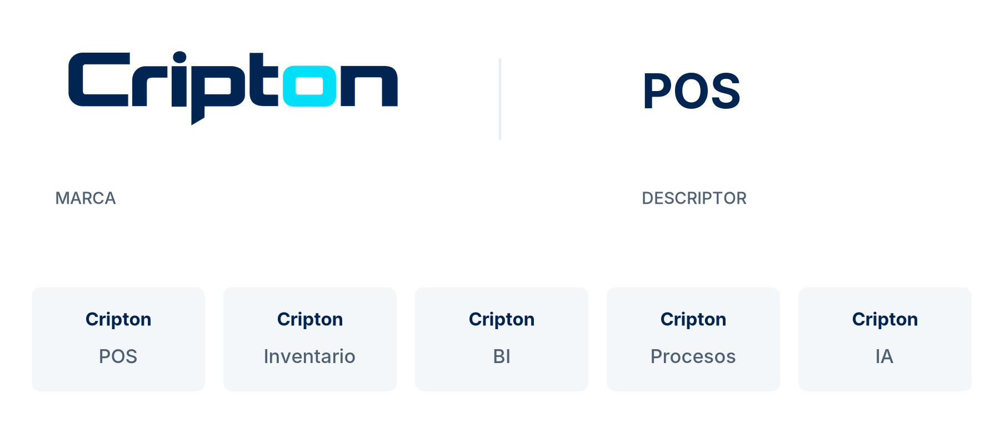 Cripton
POS
MARCA
DESCRIPTOR
Cripton
POS
Cripton
Inventario
Cripton
BI
Cripton
Procesos
Cripton
IA